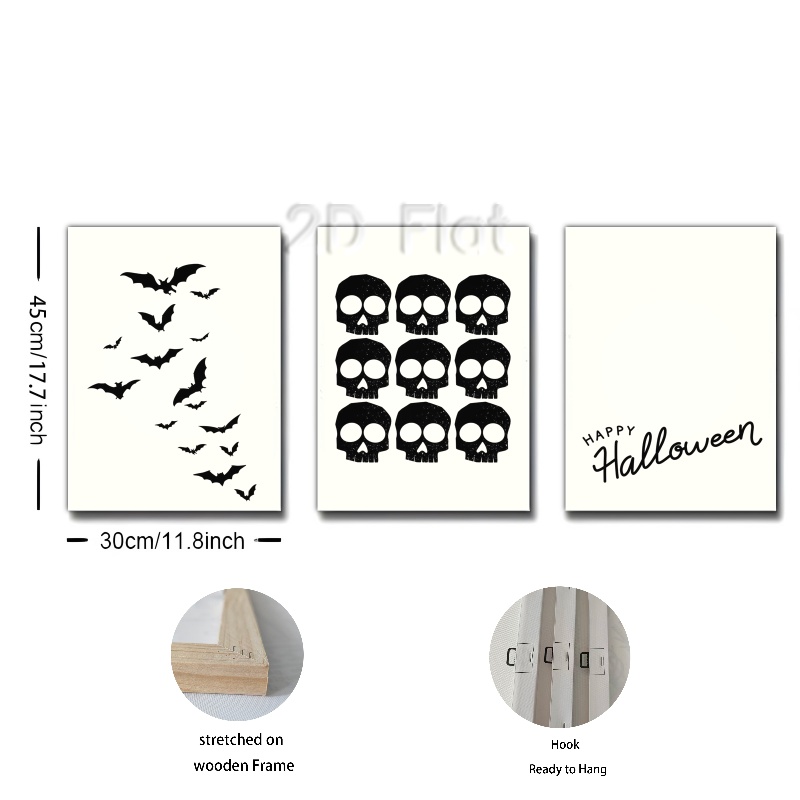 2D Flat
45cm/17.7inch
HAPPY
Halloween
30cm/11.8inch
stretched on
wooden Frame
Hook
Ready to Hang